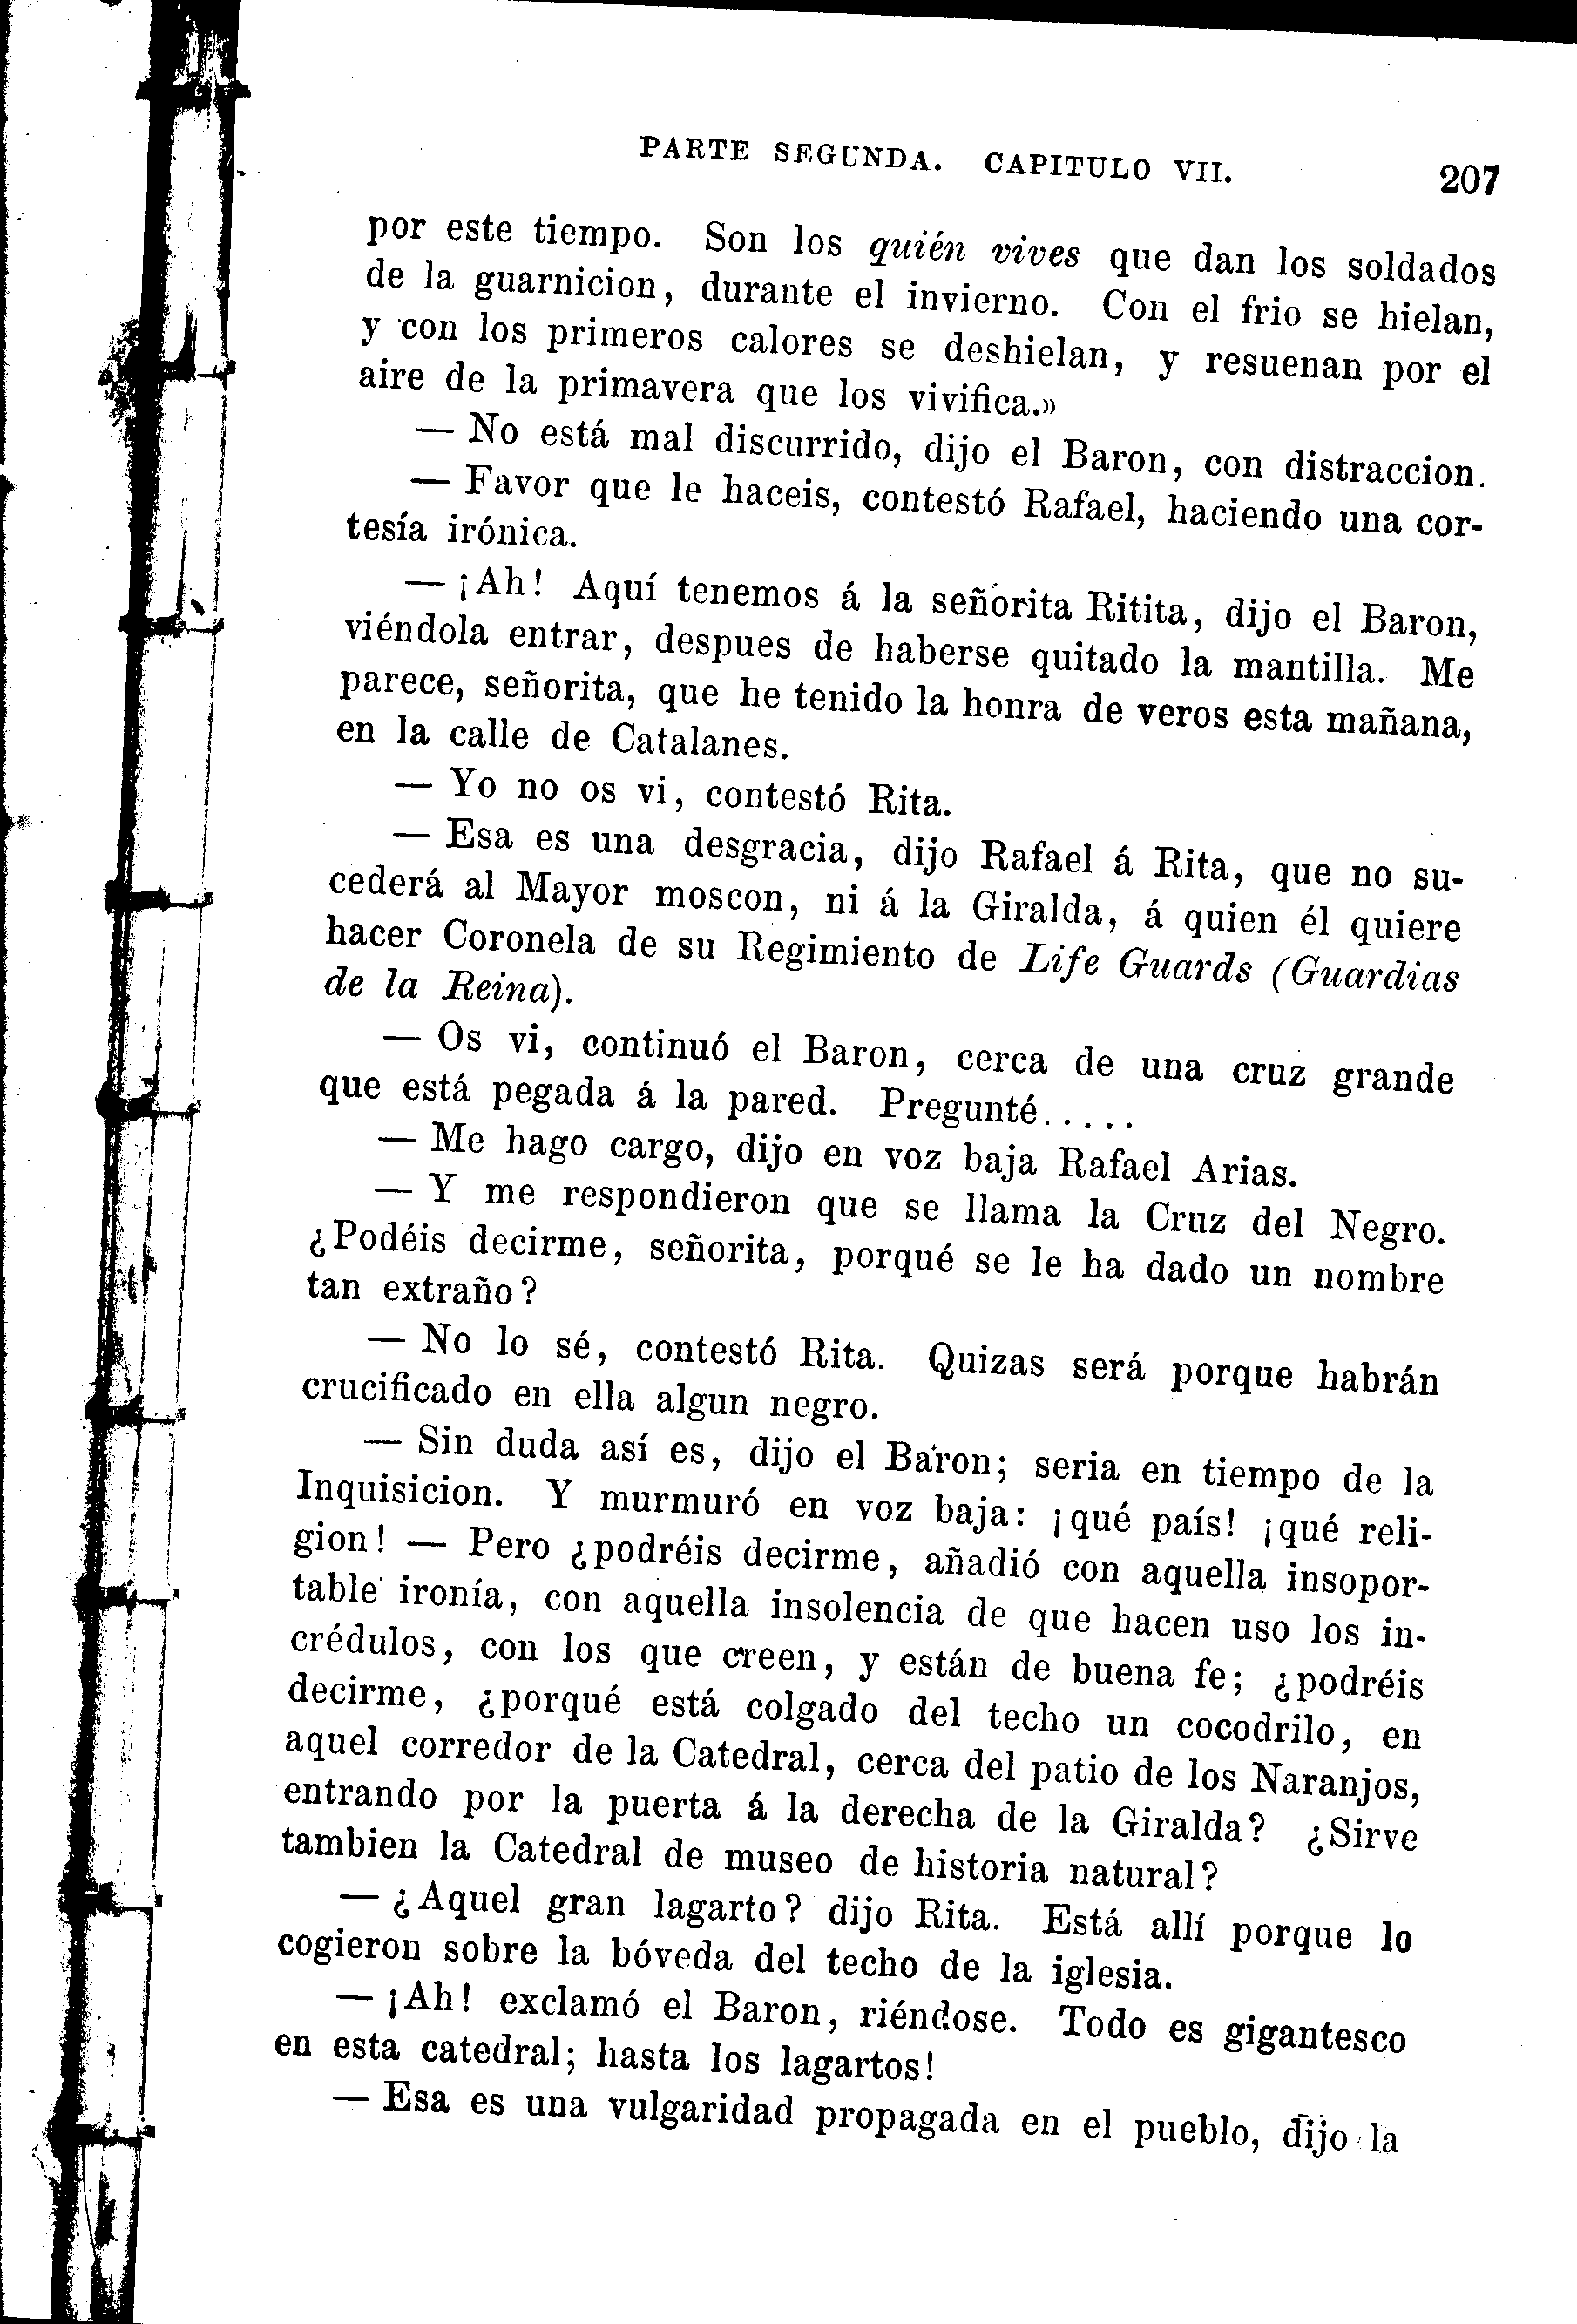 PARTE SEGUNDA. CAPITULO VII. 207
por este tiempo. Son los quién vives que dan los soldados
de la guarnicion, durante el invierno. Con el frio se hielan,
y con los primeros calores se deshielan, y resuenan por el
aire de la primavera que los vivifica.»
— No está mal discurrido, dijo el Baron, con distraccion.
— Favor que le haceis, contestó Rafael, haciendo una cor-
tesía irónica.
— ¡Ah! Aquí tenemos á la señorita Ritita, dijo el Baron,
viéndola entrar, despues de haberse quitado la mantilla. Me
parece, señorita, que he tenido la honra de veros esta mañana,
en la calle de Catalanes.
— Yo no os vi, contestó Rita.
— Esa es una desgracia, dijo Rafael á Rita, que no su-
cederá al Mayor moscon, ni á la Giralda, á quien él quiere
hacer Coronela de su Regimiento de Life Guards (Guardias
de la Reina).
— Os vi, continuó el Baron, cerca de una cruz grande
que está pegada á la pared. Pregunté.....
— Me hago cargo, dijo en voz baja Rafael Arias.
— Y me respondieron que se llama la Cruz del Negro.
¿Podéis decirme, señorita, porqué se le ha dado un nombre
tan extraño?
— No lo sé, contestó Rita. Quizas será porque habrán
crucificado en ella algun negro.
— Sin duda así es, dijo el Baron; seria en tiempo de la
Inquisicion. Y murmuró en voz baja: ¡qué país! ¡qué reli-
gion! — Pero ¿podréis decirme, añadió con aquella insopor-
table ironía, con aquella insolencia de que hacen uso los in-
crédulos, con los que creen, y están de buena fe; ¿podréis
decirme, ¿porqué está colgado del techo un cocodrilo, en
aquel corredor de la Catedral, cerca del patio de los Naranjos,
entrando por la puerta á la derecha de la Giralda? ¿Sirve
tambien la Catedral de museo de historia natural?
— ¿Aquel gran lagarto? dijo Rita. Está allí porque lo
cogieron sobre la bóveda del techo de la iglesia.
— ¡Ah! exclamó el Baron, riéndose. Todo es gigantesco
en esta catedral; hasta los lagartos!
— Esa es una vulgaridad propagada en el pueblo, dijo la